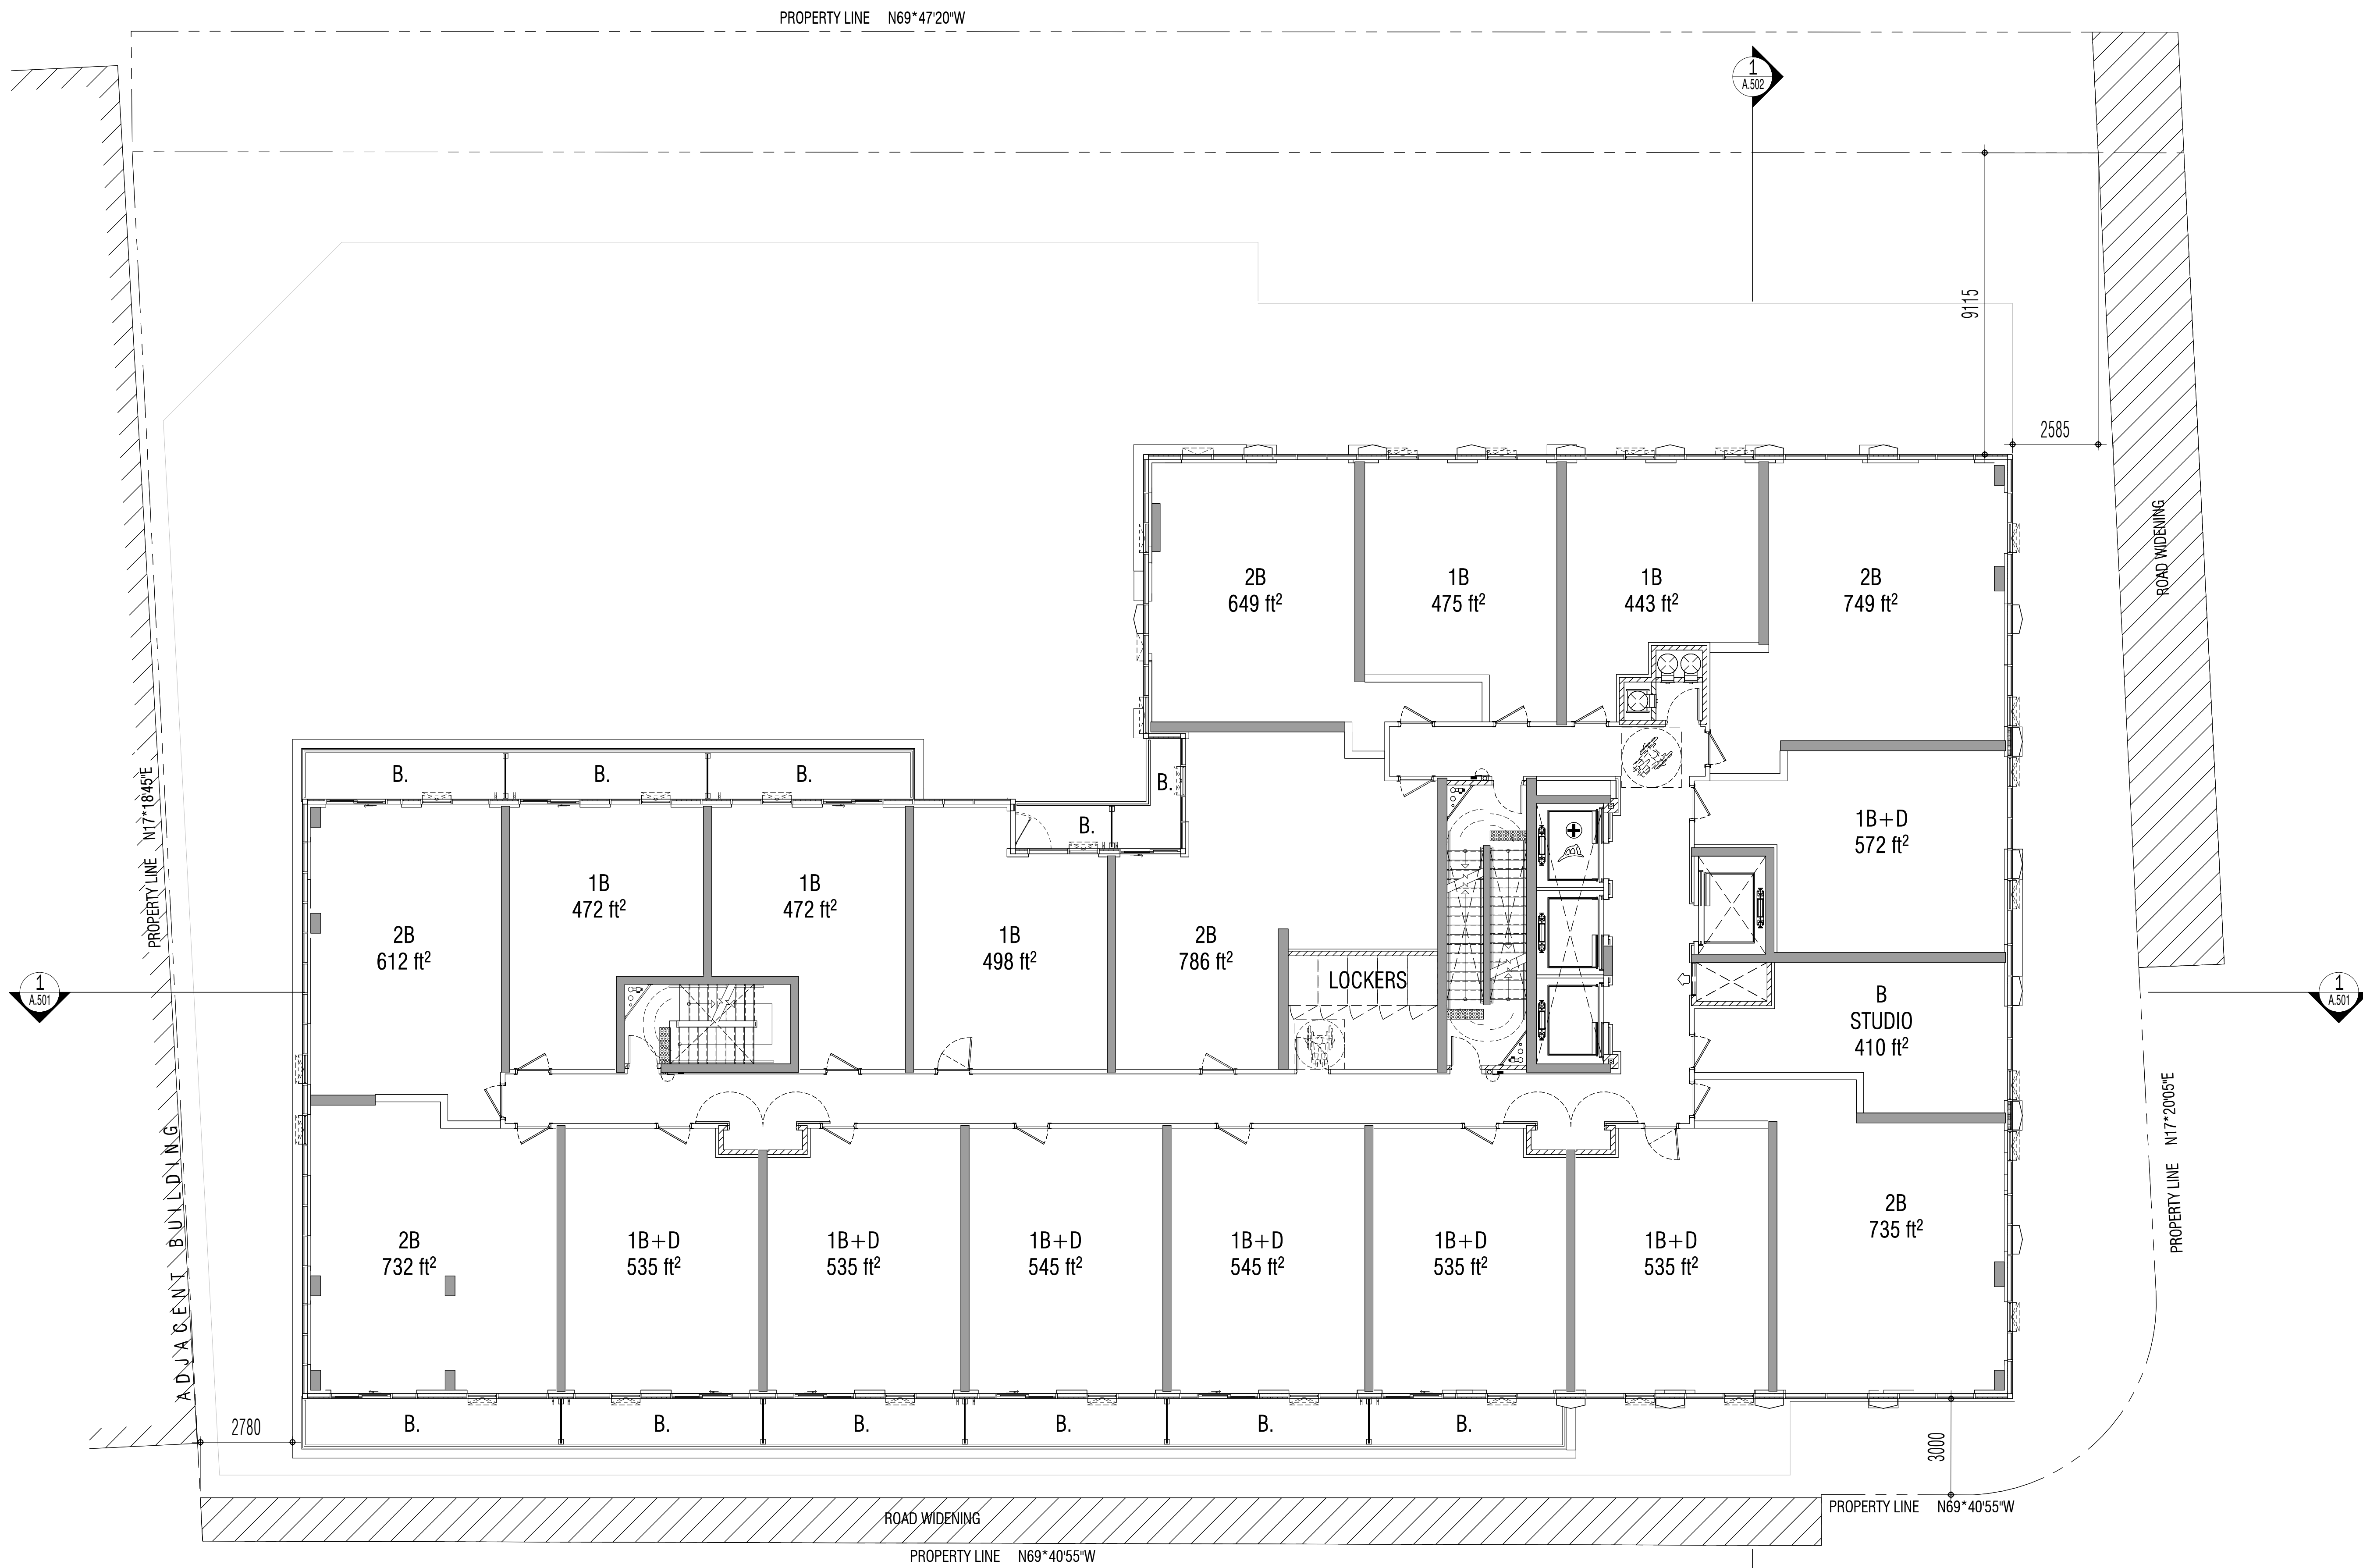 PROPERTY LINE N69*47'20"W
1
A.502
9115
2585
ROAD WIDENING
2B
649 ft²
1B
475 ft²
1B
443 ft²
2B
749 ft²
B.
B.
B.
B.
B.
PROPERTY LINE N17*18'45"E
1B+D
572 ft²
1B
472 ft²
1B
472 ft²
2B
612 ft²
1B
498 ft²
2B
786 ft²
LOCKERS
1
A.501
1
A.501
B
STUDIO
410 ft²
ADJACENT BUILDING
PROPERTY LINE N17*20'05"E
2B
735 ft²
2B
732 ft²
1B+D
535 ft²
1B+D
535 ft²
1B+D
545 ft²
1B+D
545 ft²
1B+D
535 ft²
1B+D
535 ft²
2780
B.
B.
B.
B.
B.
B.
3000
PROPERTY LINE N69*40'55"W
ROAD WIDENING
PROPERTY LINE N69*40'55"W